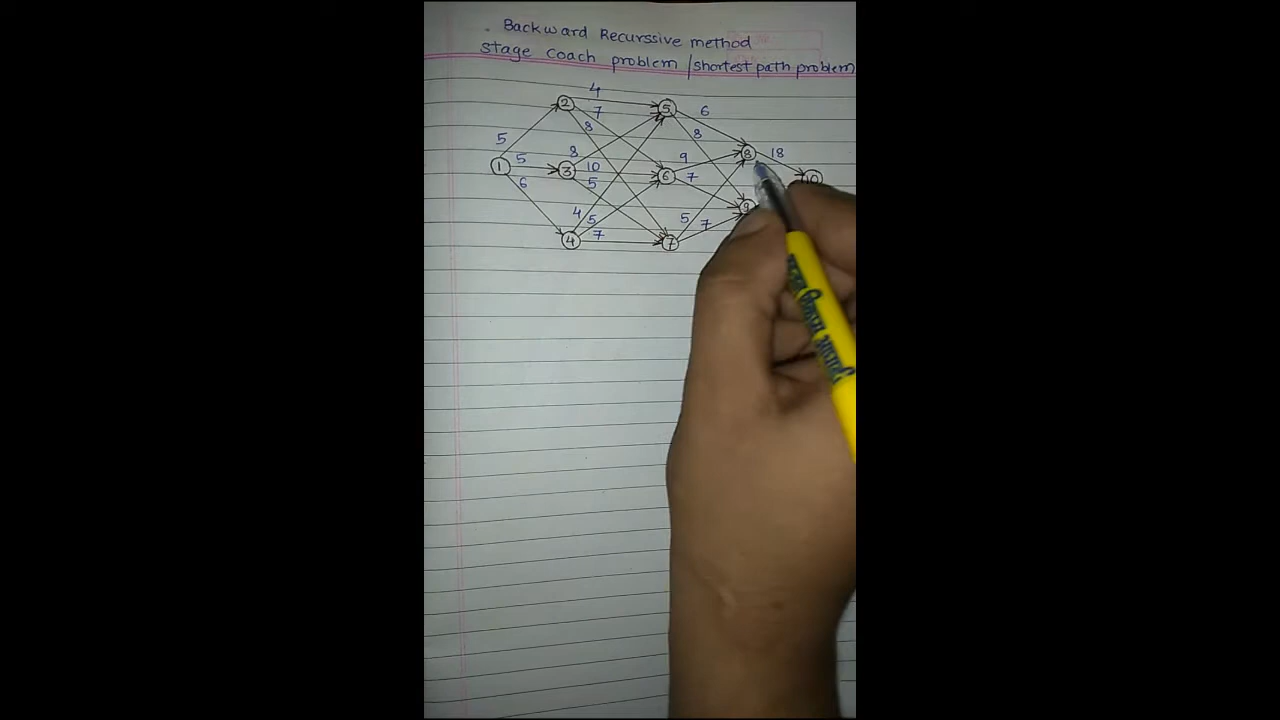 . Backward Recurssive method
Stage Coach problem / shortest path problem
4
2 5 6
7
8 8
5 8 9 8 18
1 5 3 10 6 7 10
6 5
4 5 5 9
4 7 7 7